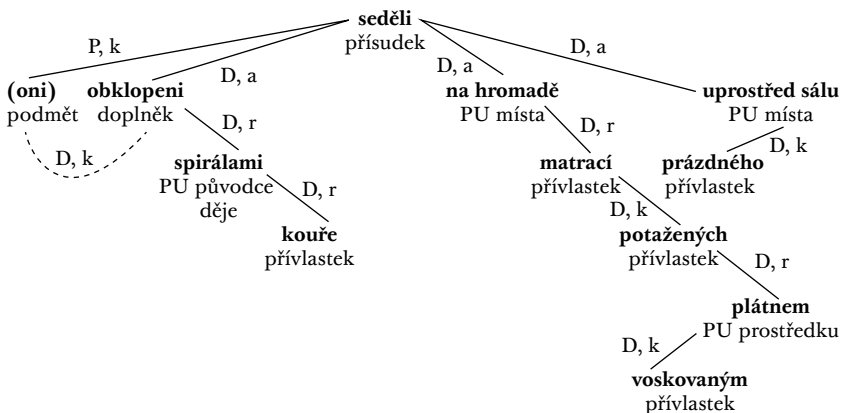 seděli
přísudek
P, k
D, a
D, a
D, a
(oni)
podmět
obklopeni
doplněk
na hromadě
PU místa
uprostřed sálu
PU místa
D, k
D, r
D, r
D, k
spirálami
PU původce
děje
matrací
přívlastek
prázdného
přívlastek
D, r
D, k
kouře
přívlastek
potažených
přívlastek
D, r
plátnem
PU prostředku
D, k
voskovaným
přívlastek